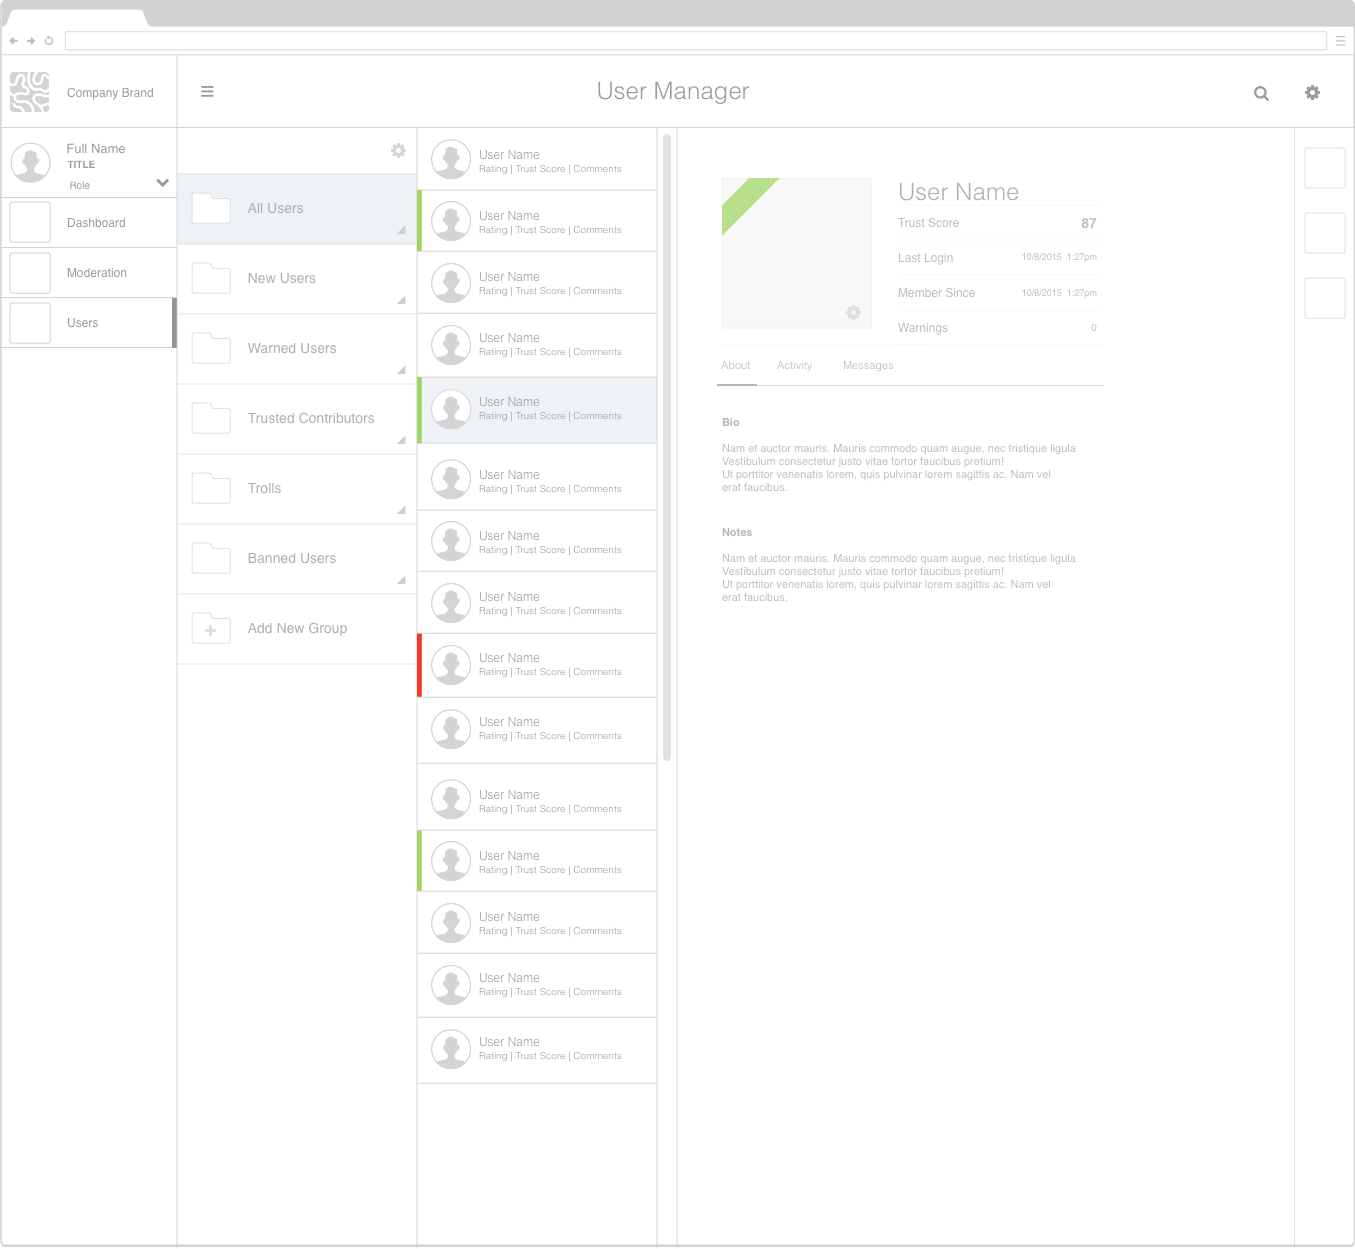 Company Brand
User Manager
Full Name
TITLE
Role
Dashboard
Moderation
Users
All Users
New Users
Warned Users
Trusted Contributors
Trolls
Banned Users
Add New Group
User Name
Rating | Trust Score | Comments
User Name
Rating | Trust Score | Comments
User Name
Rating | Trust Score | Comments
User Name
Rating | Trust Score | Comments
User Name
Rating | Trust Score | Comments
User Name
Rating | Trust Score | Comments
User Name
Rating | Trust Score | Comments
User Name
Rating | Trust Score | Comments
User Name
Rating | Trust Score | Comments
User Name
Rating | Trust Score | Comments
User Name
Rating | Trust Score | Comments
User Name
Rating | Trust Score | Comments
User Name
Rating | Trust Score | Comments
User Name
Rating | Trust Score | Comments
User Name
Rating | Trust Score | Comments
User Name
Trust Score 87
Last Login 10/8/2015 1:27pm
Member Since 10/8/2015 1:27pm
Warnings 0
About Activity Messages
Bio
Nam et auctor mauris. Mauris commodo quam augue, nec tristique ligula
Vestibulum consectetur justo vitae tortor faucibus pretium!
Ut porttitor venenatis lorem, quis pulvinar lorem sagittis ac. Nam vel
erat faucibus.
Notes
Nam et auctor mauris. Mauris commodo quam augue, nec tristique ligula
Vestibulum consectetur justo vitae tortor faucibus pretium!
Ut porttitor venenatis lorem, quis pulvinar lorem sagittis ac. Nam vel
erat faucibus.